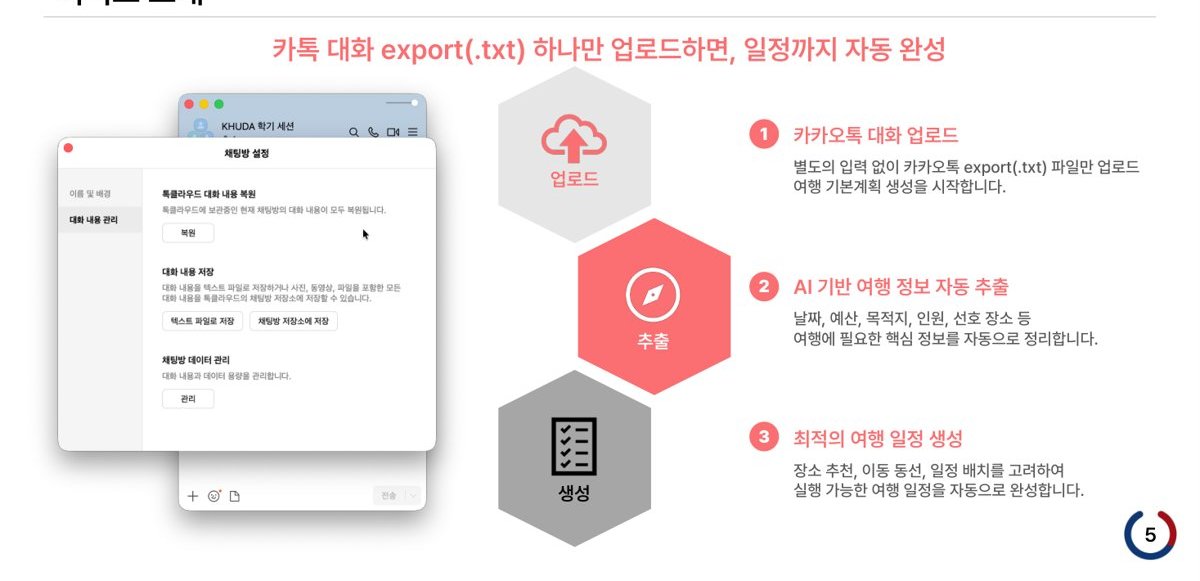 카톡 대화 export(.txt) 하나만 업로드하면, 일정까지 자동 완성
KHUDA 학기 세션
채팅방 설정
이름 및 배경
대화 내용 관리
톡클라우드 대화 내용 복원
톡클라우드에 보관중인 현재 채팅방의 대화 내용이 모두 복원됩니다.
복원
대화 내용 저장
대화 내용을 텍스트 파일로 저장하거나 사진, 동영상, 파일을 포함한 모든
대화 내용을 톡클라우드의 채팅방 저장소에 저장할 수 있습니다.
텍스트 파일로 저장
채팅방 저장소에 저장
채팅방 데이터 관리
대화 내용과 데이터 용량을 관리합니다.
관리
전송
업로드
추출
생성
1 카카오톡 대화 업로드
별도의 입력 없이 카카오톡 export(.txt) 파일만 업로드
여행 기본계획 생성을 시작합니다.
2 AI 기반 여행 정보 자동 추출
날짜, 예산, 목적지, 인원, 선호 장소 등
여행에 필요한 핵심 정보를 자동으로 정리합니다.
3 최적의 여행 일정 생성
장소 추천, 이동 동선, 일정 배치를 고려하여
실행 가능한 여행 일정을 자동으로 완성합니다.
5